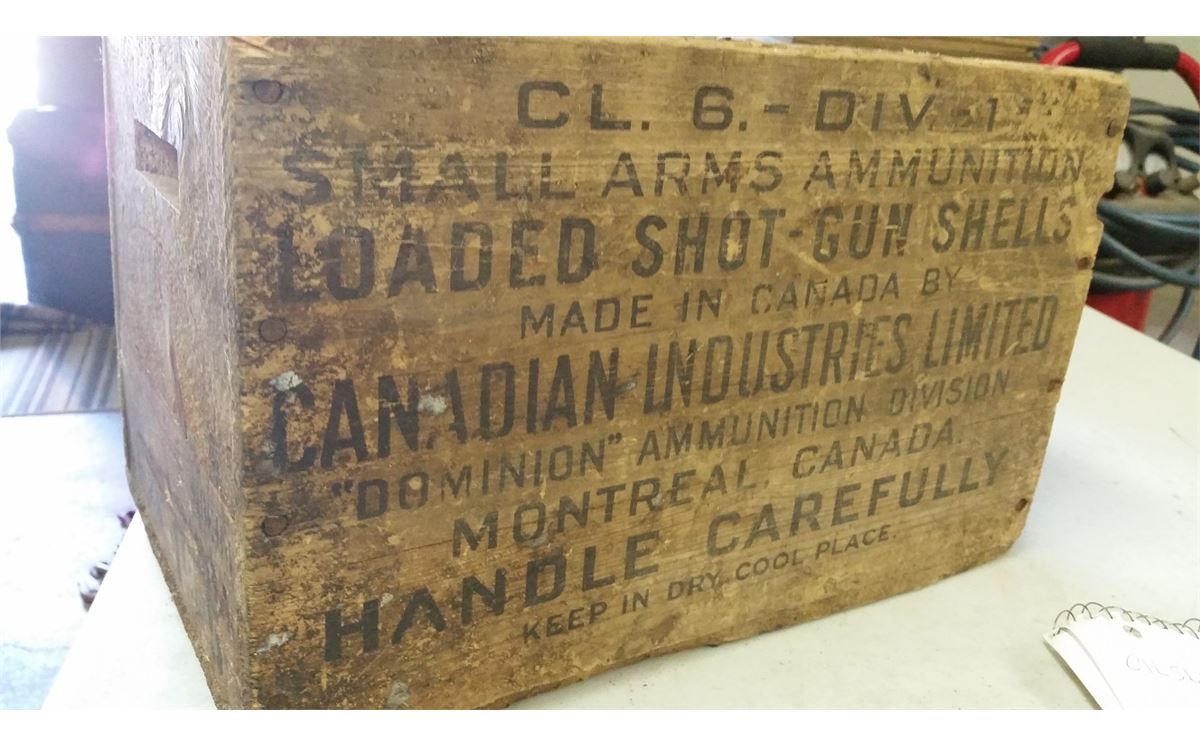 CL. 6.- DIV.-1
SMALL ARMS AMMUNITION
LOADED SHOT-GUN SHELLS
MADE IN CANADA BY
CANADIAN-INDUSTRIES LIMITED
"DOMINION" AMMUNITION DIVISION
MONTREAL, CANADA.
HANDLE CAREFULLY
KEEP IN DRY, COOL PLACE.